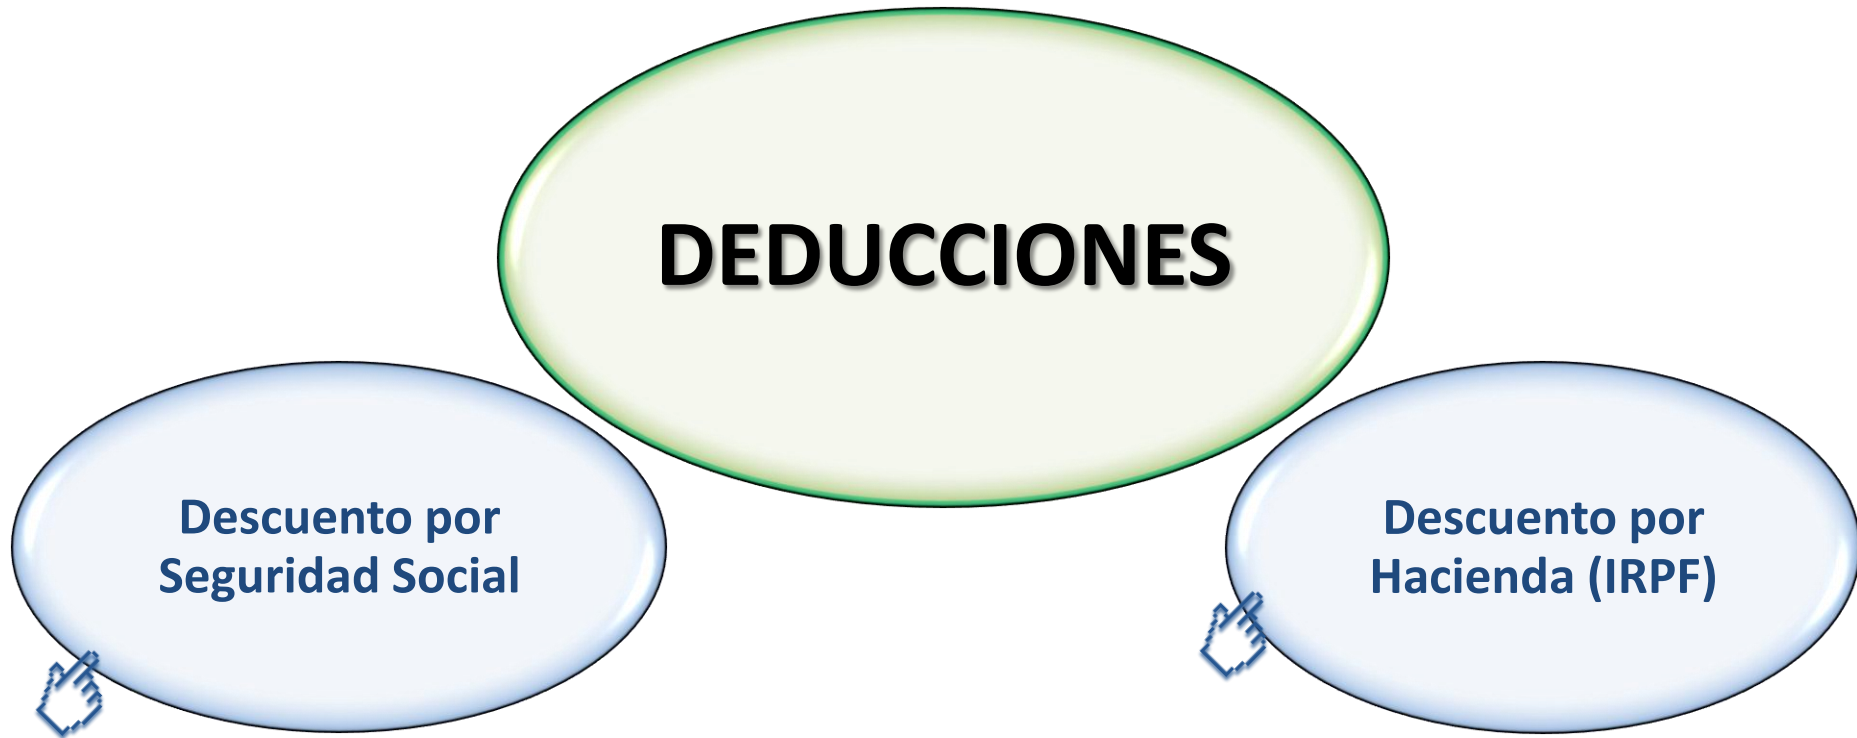 DEDUCCIONES
Descuento por
Seguridad Social
Descuento por
Hacienda (IRPF)